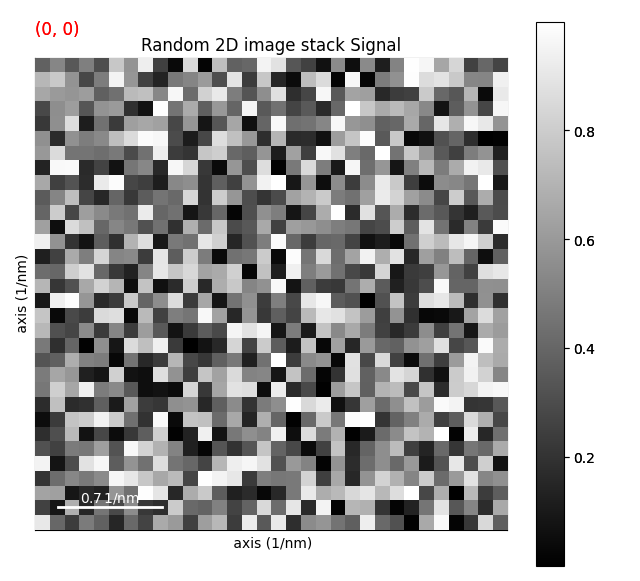 (0, 0)
Random 2D image stack Signal
0.8
0.6
0.4
0.2
axis (1/nm)
0.7 1/nm
axis (1/nm)